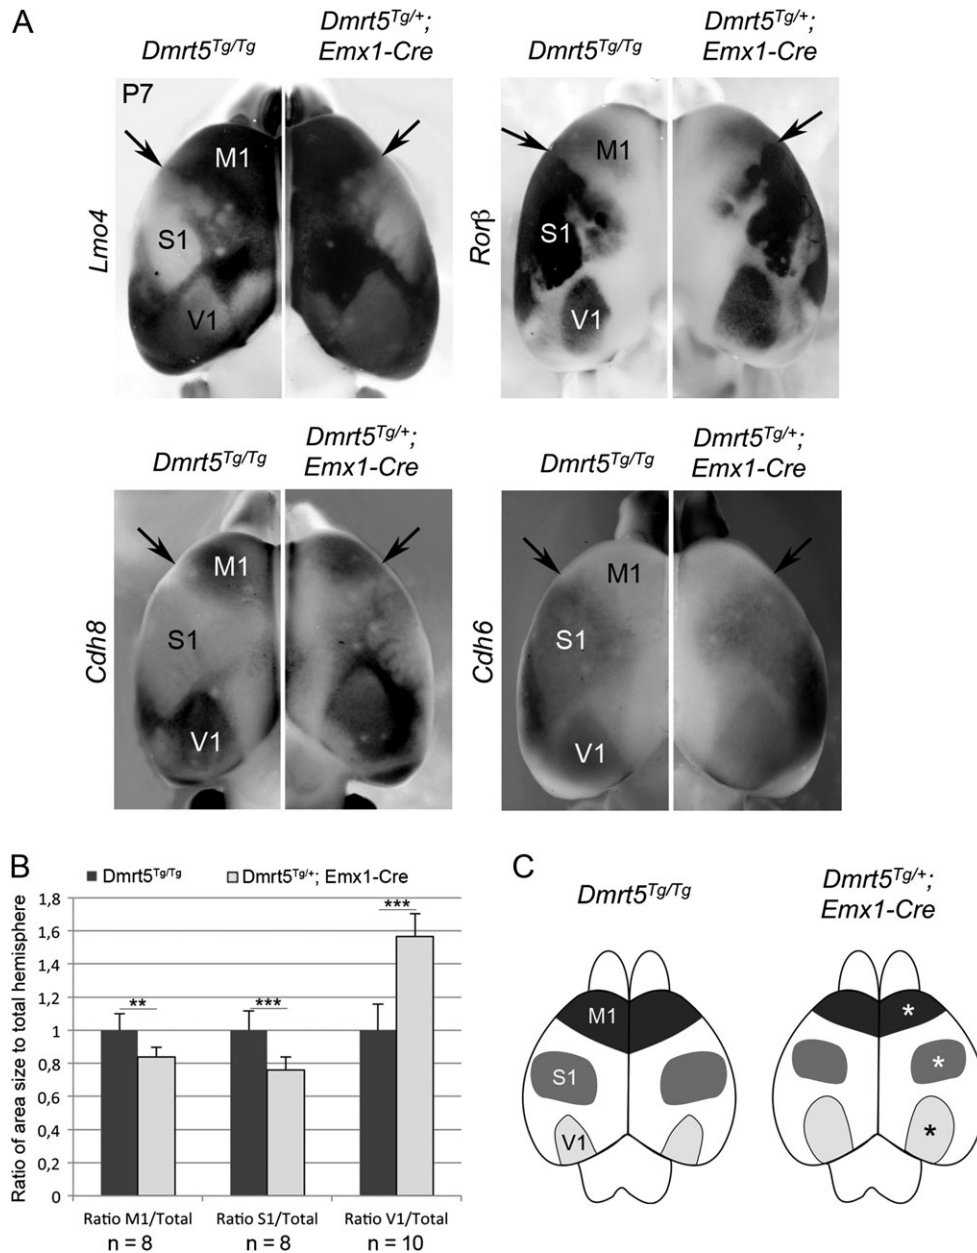 A
Dmrt5Tg/Tg
Dmrt5Tg/+;
Emx1-Cre
Dmrt5Tg/Tg
Dmrt5Tg/+;
Emx1-Cre
P7
Lmo4
M1
S1
V1
Rorβ
M1
S1
V1
Dmrt5Tg/Tg
Dmrt5Tg/+;
Emx1-Cre
Dmrt5Tg/Tg
Dmrt5Tg/+;
Emx1-Cre
Cdh8
M1
S1
V1
Cdh6
M1
S1
V1
B
Dmrt5Tg/Tg
Dmrt5Tg/+; Emx1-Cre
Ratio of area size to total hemisphere
1,8
1,6
1,4
1,2
1
0,8
0,6
0,4
0,2
0
**
***
***
Ratio M1/Total
Ratio S1/Total
Ratio V1/Total
n = 8
n = 8
n = 10
C
Dmrt5Tg/Tg
Dmrt5Tg/+;
Emx1-Cre
M1
S1
V1
*
*
*